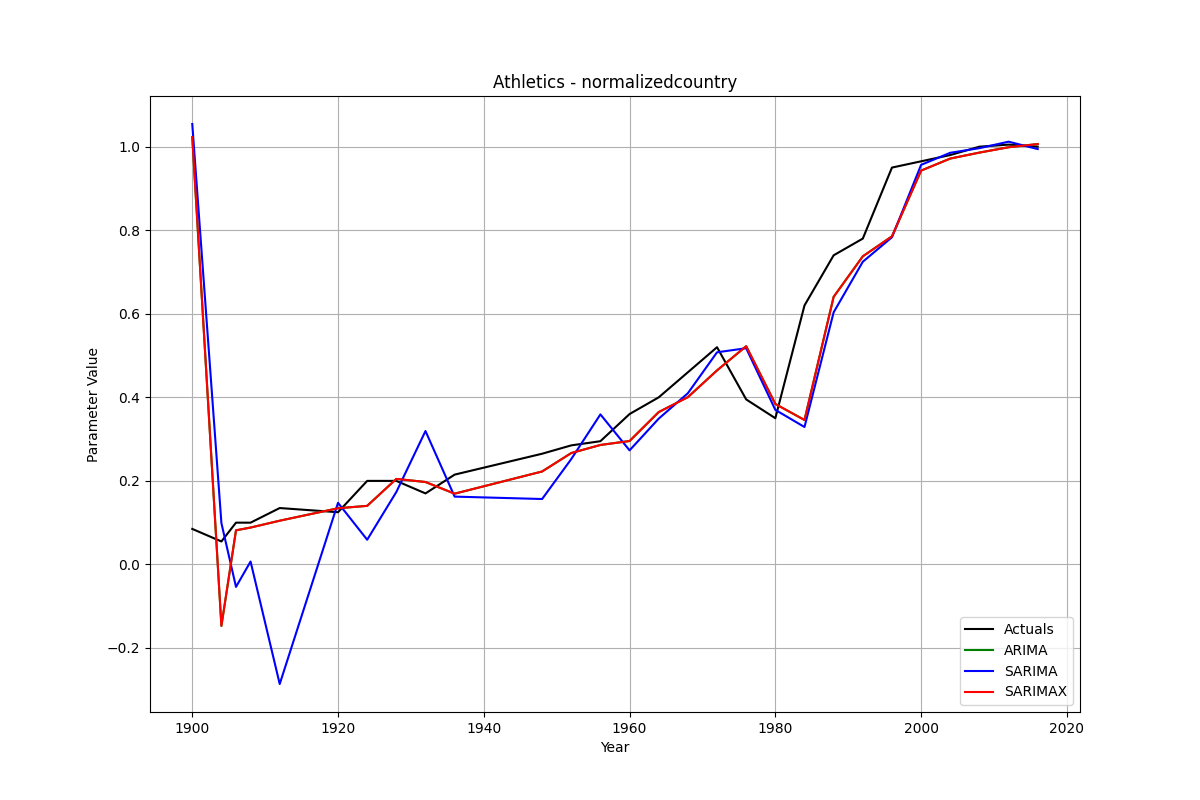 Athletics - normalizedcountry
Parameter Value
1.0
0.8
0.6
0.4
0.2
0.0
−0.2
Actuals
ARIMA
SARIMA
SARIMAX
1900 1920 1940 1960 1980 2000 2020
Year